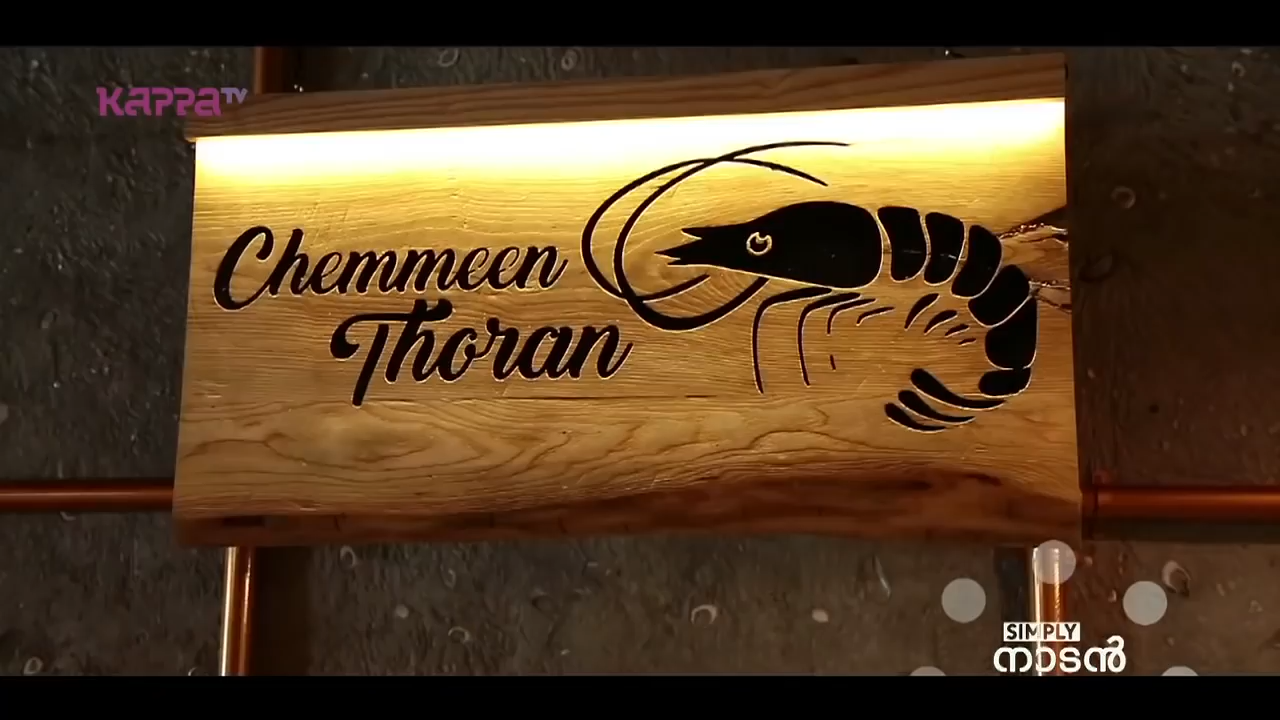 KAPPA TV
Chemmeen
Thoran
SIMPLY
നാടൻ